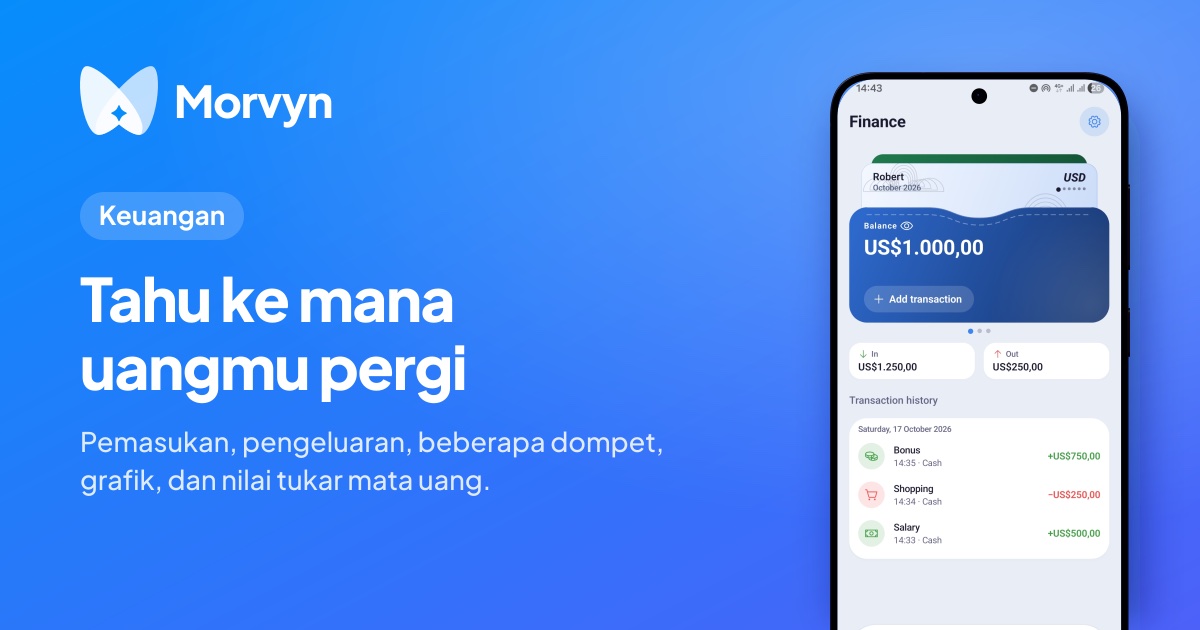 Morvyn
Keuangan
Tahu ke mana
uangmu pergi
Pemasukan, pengeluaran, beberapa dompet,
grafik, dan nilai tukar mata uang.
14:43
26
Finance
Robert
USD
October 2026
Balance
US$1.000,00
Add transaction
In
US$1.250,00
Out
US$250,00
Transaction history
Saturday, 17 October 2026
Bonus
14:35 · Cash
+US$750,00
Shopping
14:34 · Cash
−US$250,00
Salary
14:33 · Cash
+US$500,00